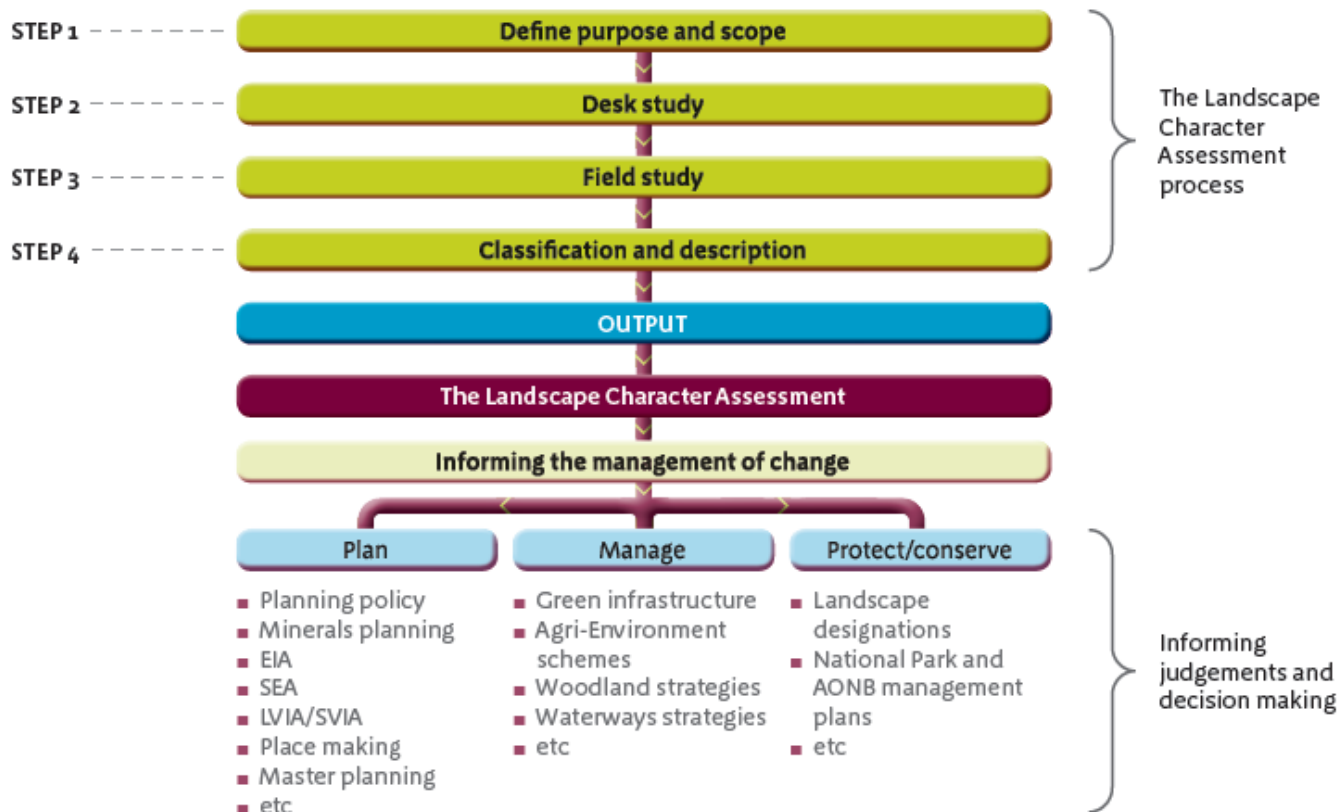 STEP 1
Define purpose and scope
STEP 2
Desk study
STEP 3
Field study
STEP 4
Classification and description
The Landscape
Character
Assessment
process
OUTPUT
The Landscape Character Assessment
Informing the management of change
Plan
Planning policy
Minerals planning
EIA
SEA
LVIA/SVIA
Place making
Master planning
etc
Manage
Green infrastructure
Agri-Environment
schemes
Woodland strategies
Waterways strategies
etc
Protect/conserve
Landscape
designations
National Park and
AONB management
plans
etc
Informing
judgements and
decision making